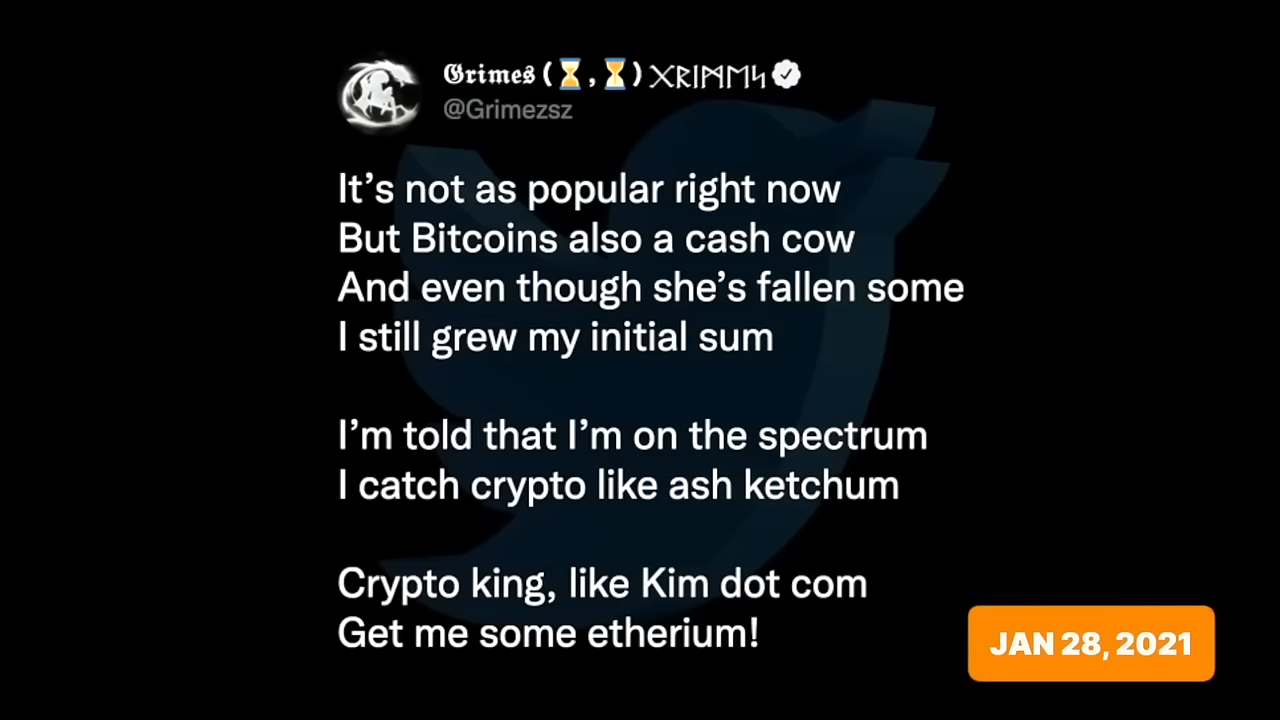 𝕲𝖗𝖎𝖒𝖊𝖘 (⏳,⏳) ᚷᚱᛁᛗᛖᛋ
@Grimezsz
It’s not as popular right now
But Bitcoins also a cash cow
And even though she’s fallen some
I still grew my initial sum
I’m told that I’m on the spectrum
I catch crypto like ash ketchum
Crypto king, like Kim dot com
Get me some etherium!
JAN 28, 2021